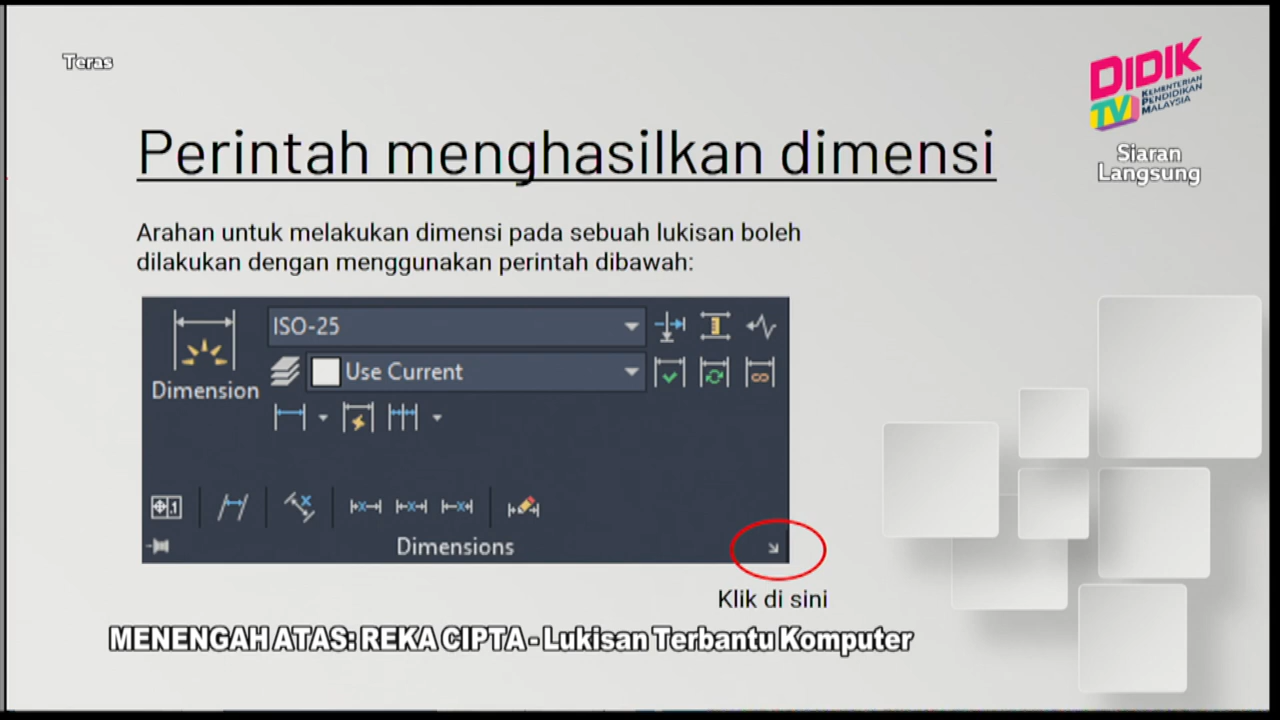 Teras
DIDIK
TV
KEMENTERIAN
PENDIDIKAN
MALAYSIA
Siaran
Langsung
Perintah menghasilkan dimensi
Arahan untuk melakukan dimensi pada sebuah lukisan boleh
dilakukan dengan menggunakan perintah dibawah:
ISO-25
Use Current
Dimension
.1
Dimensions
Klik di sini
MENENGAH ATAS: REKA CIPTA - Lukisan Terbantu Komputer